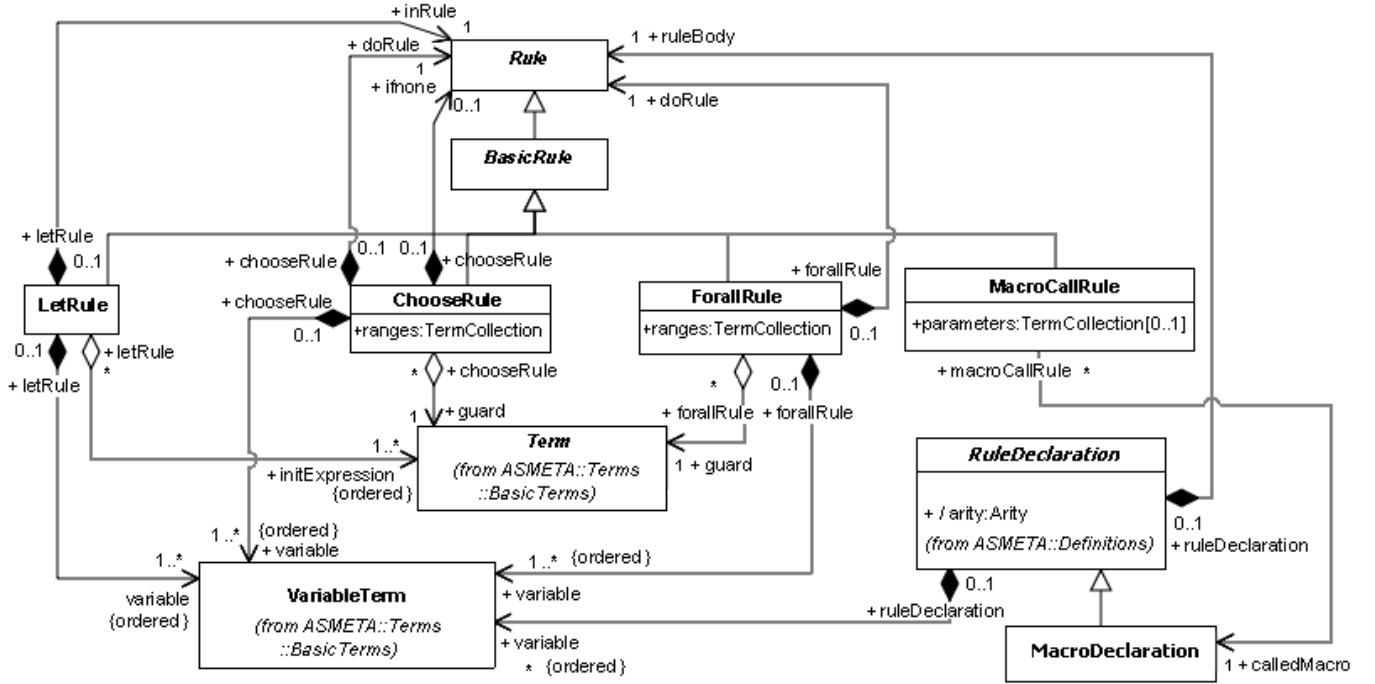 + inRule
1
+ doRule
1
+ ifnone
0..1
Rule
1 + ruleBody
1 + doRule
BasicRule
+ letRule
0..1
+ chooseRule
0..1
0..1
+ chooseRule
+ forallRule
LetRule
+ chooseRule
0..1
ChooseRule
+ranges:TermCollection
ForallRule
+ranges:TermCollection
0..1
MacroCallRule
+parameters:TermCollection[0..1]
0..1
+ letRule
*
+ letRule
* + chooseRule
* 0..1
+ forallRule + forallRule
+ macroCallRule *
1 + guard
1..*
+ initExpression
{ordered}
Term
(from ASMETA::Terms
::BasicTerms)
1 + guard
RuleDeclaration
+ / arity:Arity
(from ASMETA::Definitions)
0..1
+ ruleDeclaration
1..* {ordered}
+ variable
1..*
variable
{ordered}
VariableTerm
(from ASMETA::Terms
::BasicTerms)
1..* {ordered}
+ variable
0..1
+ ruleDeclaration
+ variable
* {ordered}
MacroDeclaration
1 + calledMacro